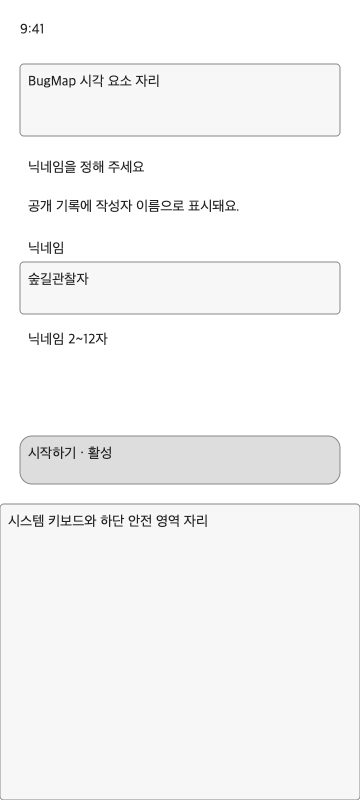 9:41
BugMap 시각 요소 자리
닉네임을 정해 주세요
공개 기록에 작성자 이름으로 표시돼요.
닉네임
숲길관찰자
닉네임 2~12자
시작하기 · 활성
시스템 키보드와 하단 안전 영역 자리